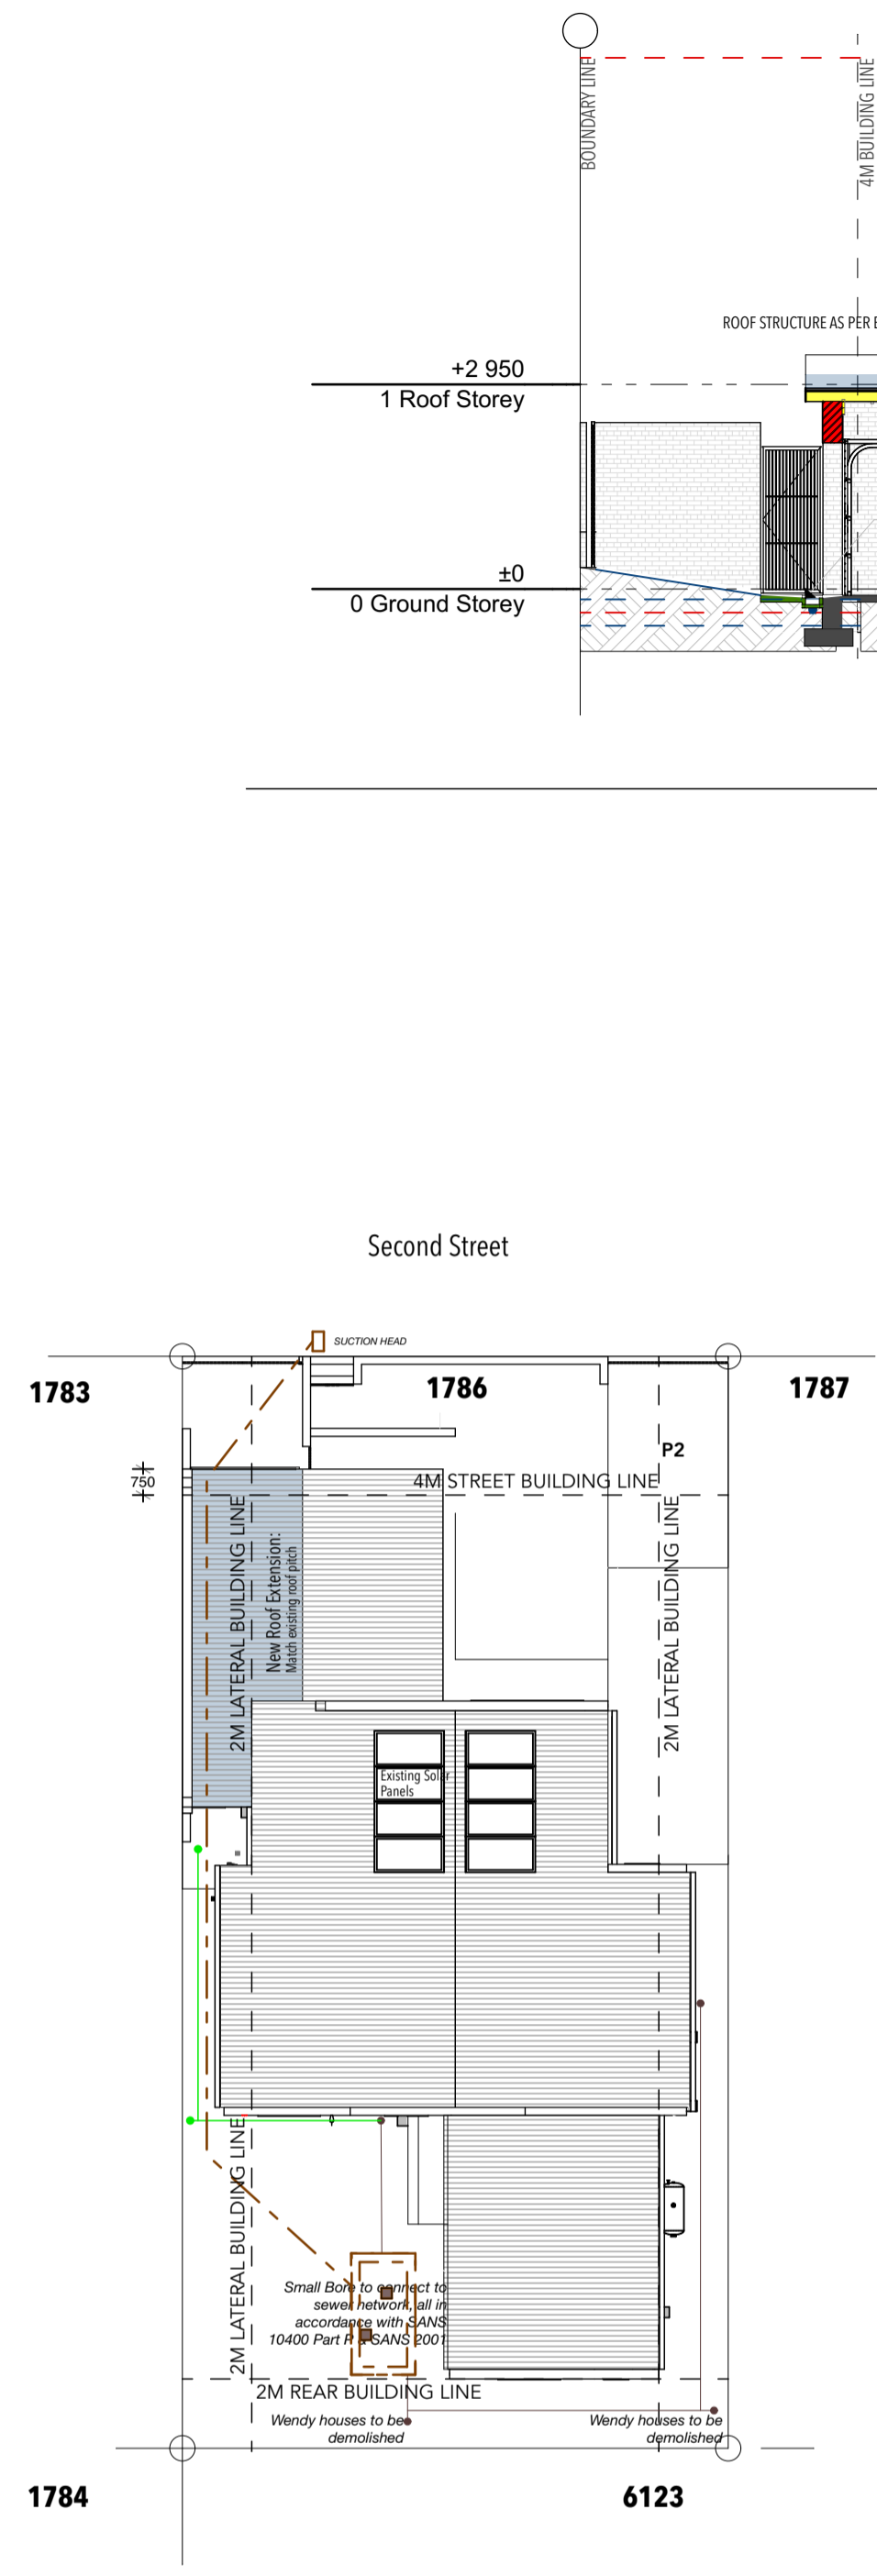 BOUNDARY LINE
4M BUILDING LINE
ROOF STRUCTURE AS PER
+2 950
1 Roof Storey
±0
0 Ground Storey
Second Street
SUCTION HEAD
1783
1786
1787
P2
750
4M STREET BUILDING LINE
2M LATERAL BUILDING LINE
New Roof Extension:
Match existing roof pitch
2M LATERAL BUILDING LINE
Existing Solar
Panels
2M LATERAL BUILDING LINE
Small Bore to connect to
sewer network, all in
accordance with SANS
10400 Part P & SANS 2001
2M REAR BUILDING LINE
Wendy houses to be
demolished
Wendy houses to be
demolished
1784
6123